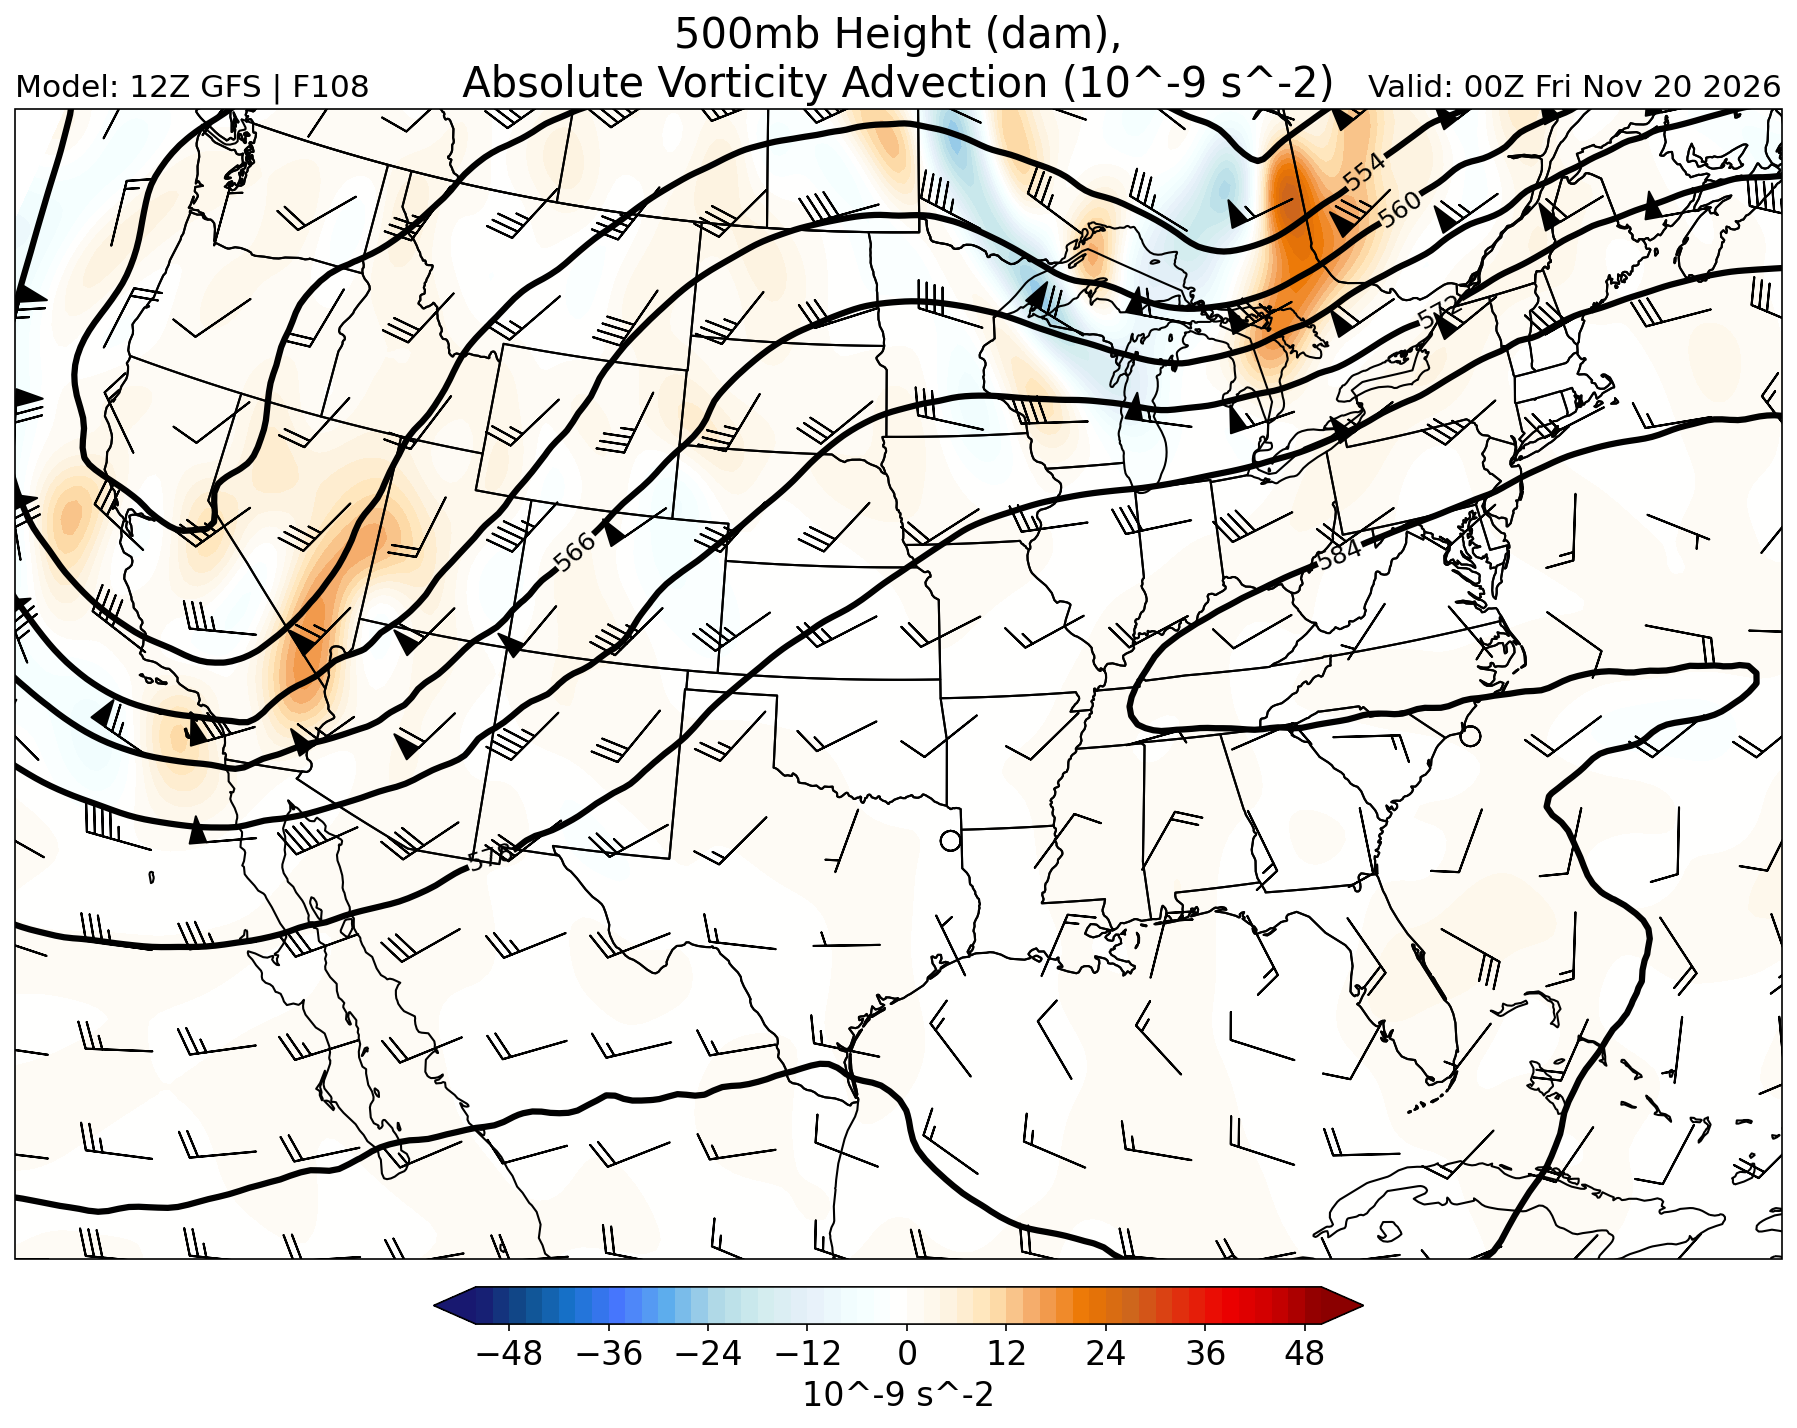 500mb Height (dam),
Model: 12Z GFS | F108
Absolute Vorticity Advection (10^-9 s^-2)
Valid: 00Z Fri Nov 20 2026
554
560
572
566
584
578
−48 −36 −24 −12 0 12 24 36 48
10^-9 s^-2